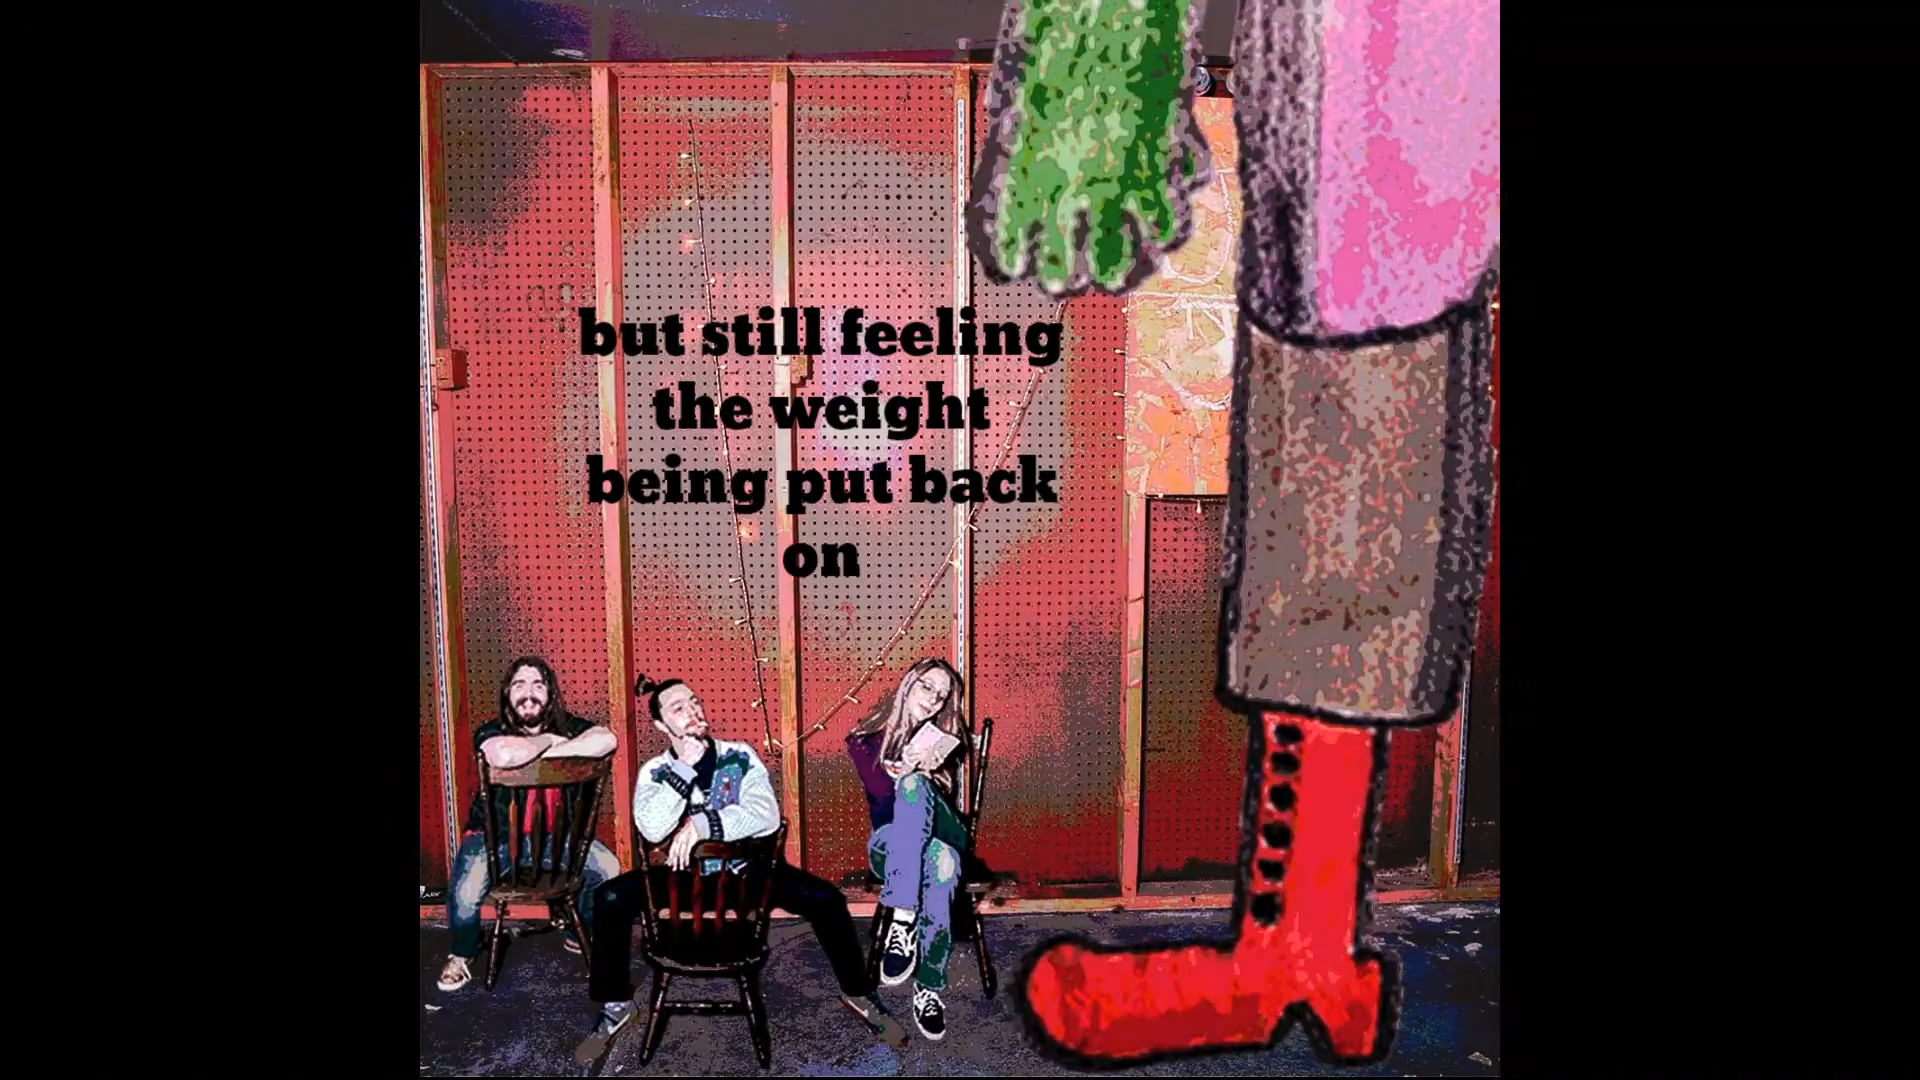 but still feeling
the weight
being put back
on